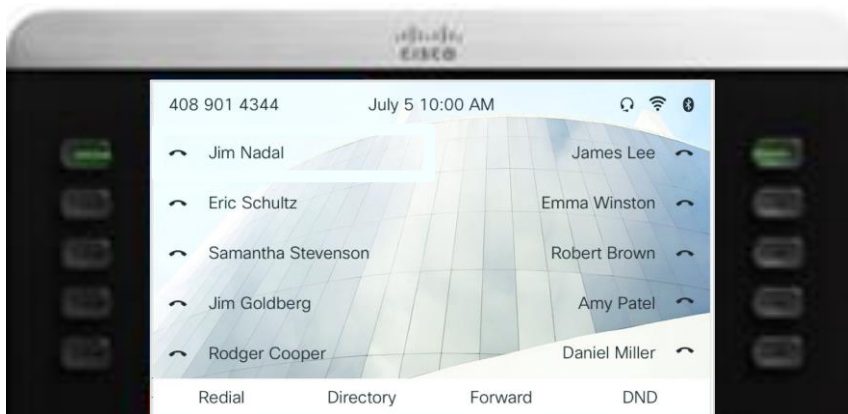 CISCO
408 901 4344 July 5 10:00 AM
Jim Nadal James Lee
Eric Schultz Emma Winston
Samantha Stevenson Robert Brown
Jim Goldberg Amy Patel
Rodger Cooper Daniel Miller
Redial Directory Forward DND